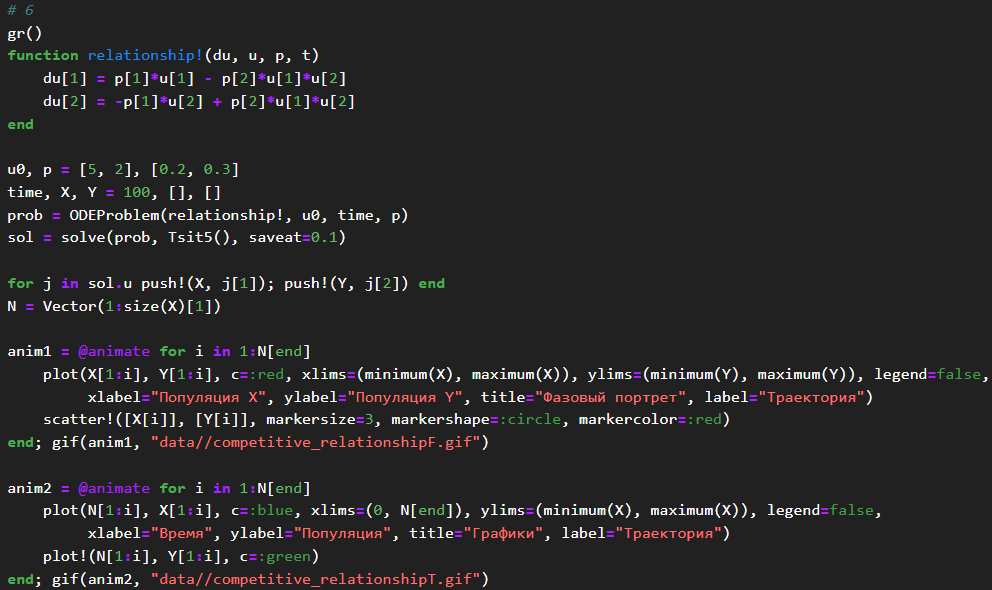 # 6
gr()
function relationship!(du, u, p, t)
    du[1] = p[1]*u[1] - p[2]*u[1]*u[2]
    du[2] = -p[1]*u[2] + p[2]*u[1]*u[2]
end

u0, p = [5, 2], [0.2, 0.3]
time, X, Y = 100, [], []
prob = ODEProblem(relationship!, u0, time, p)
sol = solve(prob, Tsit5(), saveat=0.1)

for j in sol.u push!(X, j[1]); push!(Y, j[2]) end
N = Vector(1:size(X)[1])

anim1 = @animate for i in 1:N[end]
    plot(X[1:i], Y[1:i], c=:red, xlims=(minimum(X), maximum(X)), ylims=(minimum(Y), maximum(Y)), legend=false,
        xlabel="Популяция X", ylabel="Популяция Y", title="Фазовый портрет", label="Траектория")
    scatter!([X[i]], [Y[i]], markersize=3, markershape=:circle, markercolor=:red)
end; gif(anim1, "data//competitive_relationshipF.gif")

anim2 = @animate for i in 1:N[end]
    plot(N[1:i], X[1:i], c=:blue, xlims=(0, N[end]), ylims=(minimum(X), maximum(X)), legend=false,
        xlabel="Время", ylabel="Популяция", title="Графики", label="Траектория")
    plot!(N[1:i], Y[1:i], c=:green)
end; gif(anim2, "data//competitive_relationshipT.gif")